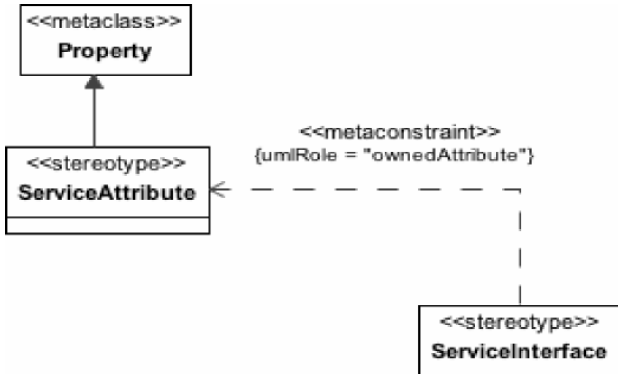 <<metaclass>>
Property
<<metaconstraint>>
{umlRole = "ownedAttribute"}
<<stereotype>>
ServiceAttribute
<<stereotype>>
ServiceInterface